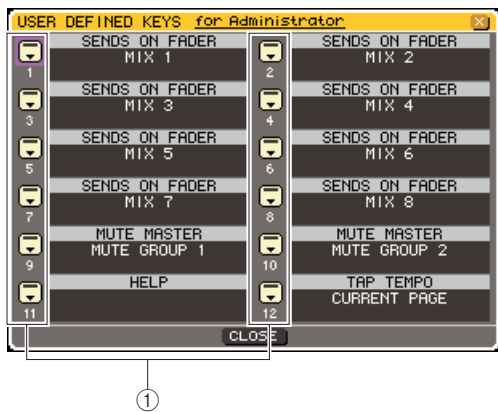 USER DEFINED KEYS for Administrator
SENDS ON FADER
MIX 1
1
SENDS ON FADER
MIX 2
2
SENDS ON FADER
MIX 3
3
SENDS ON FADER
MIX 4
4
SENDS ON FADER
MIX 5
5
SENDS ON FADER
MIX 6
6
SENDS ON FADER
MIX 7
7
SENDS ON FADER
MIX 8
8
MUTE MASTER
MUTE GROUP 1
9
MUTE MASTER
MUTE GROUP 2
10
HELP
11
TAP TEMPO
CURRENT PAGE
12
CLOSE
①